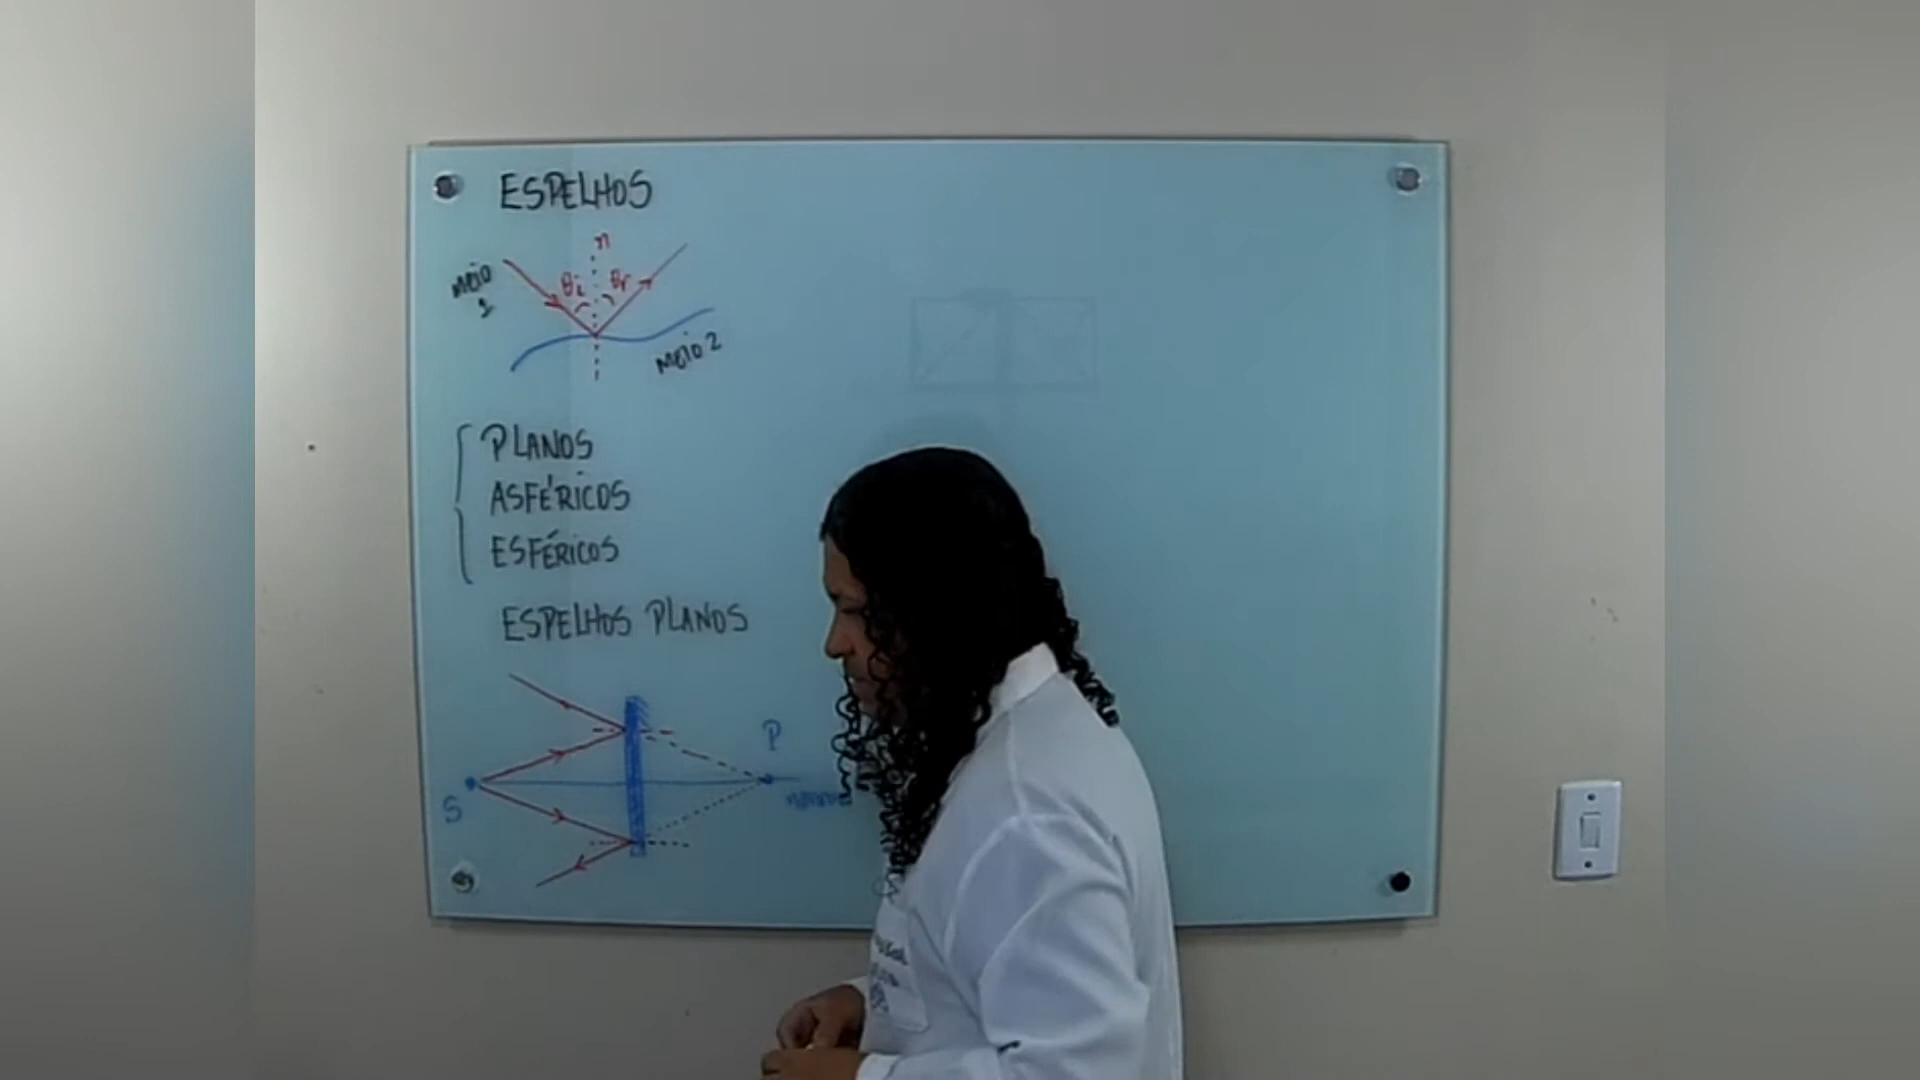 ESPELHOS
n
MEIO
1
θi θr
MEIO 2
PLANOS
ASFÉRICOS
ESFÉRICOS
ESPELHOS PLANOS
P
S